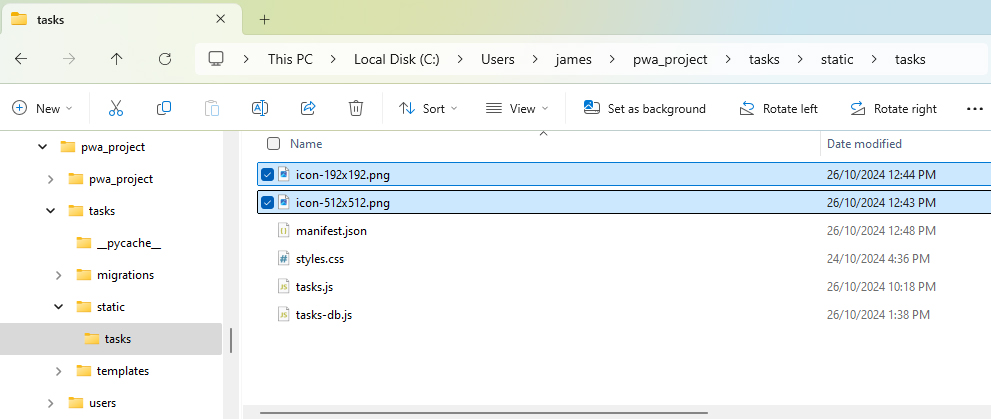 tasks
This PC > Local Disk (C:) > Users > james > pwa_project > tasks > static > tasks
New Sort View Set as background Rotate left Rotate right
pwa_project
pwa_project
tasks
__pycache__
migrations
static
tasks
templates
users
Name Date modified
icon-192x192.png 26/10/2024 12:44 PM
icon-512x512.png 26/10/2024 12:43 PM
manifest.json 26/10/2024 12:48 PM
styles.css 24/10/2024 4:36 PM
tasks.js 26/10/2024 10:18 PM
tasks-db.js 26/10/2024 1:38 PM